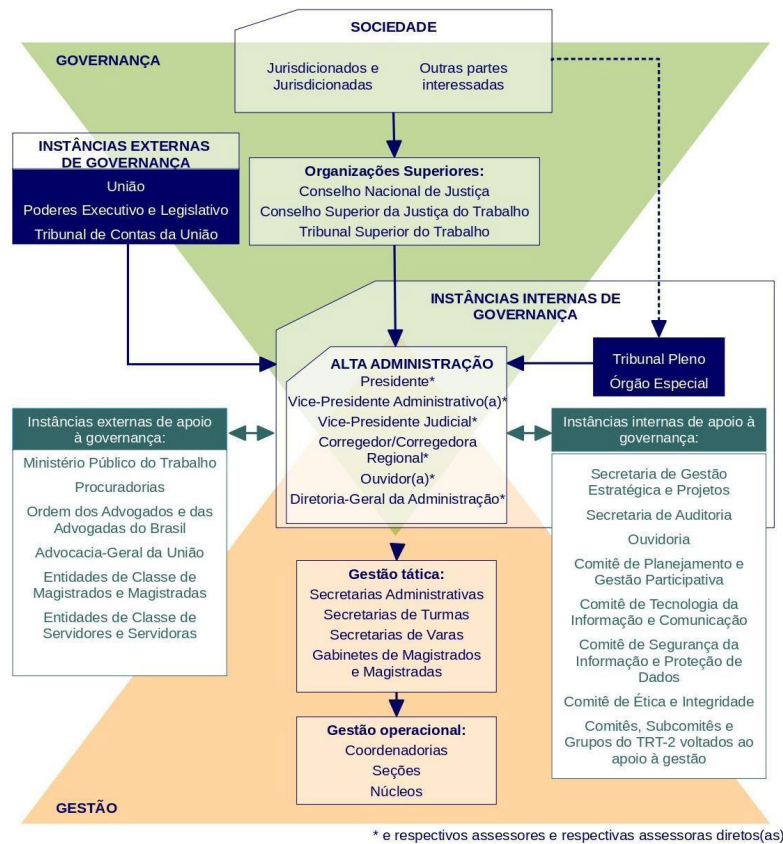 SOCIEDADE
GOVERNANÇA
Jurisdicionados e
Jurisdicionadas
Outras partes
interessadas
INSTÂNCIAS EXTERNAS
DE GOVERNANÇA
União
Poderes Executivo e Legislativo
Tribunal de Contas da União
Organizações Superiores:
Conselho Nacional de Justiça
Conselho Superior da Justiça do Trabalho
Tribunal Superior do Trabalho
INSTÂNCIAS INTERNAS DE
GOVERNANÇA
Tribunal Pleno
Órgão Especial
ALTA ADMINISTRAÇÃO
Presidente*
Vice-Presidente Administrativo(a)*
Vice-Presidente Judicial*
Corregedor/Corregedora
Regional*
Ouvidor(a)*
Diretoria-Geral da Administração*
Instâncias externas de apoio
à governança:
Ministério Público do Trabalho
Procuradorias
Ordem dos Advogados e das
Advogadas do Brasil
Advocacia-Geral da União
Entidades de Classe de
Magistrados e Magistradas
Entidades de Classe de
Servidores e Servidoras
Instâncias internas de apoio à
governança:
Secretaria de Gestão
Estratégica e Projetos
Secretaria de Auditoria
Ouvidoria
Comitê de Planejamento e
Gestão Participativa
Comitê de Tecnologia da
Informação e Comunicação
Comitê de Segurança da
Informação e Proteção de
Dados
Comitê de Ética e Integridade
Comitês, Subcomitês e
Grupos do TRT-2 voltados ao
apoio à gestão
Gestão tática:
Secretarias Administrativas
Secretarias de Turmas
Secretarias de Varas
Gabinetes de Magistrados
e Magistradas
Gestão operacional:
Coordenadorias
Seções
Núcleos
GESTÃO
* e respectivos assessores e respectivas assessoras diretos(as)